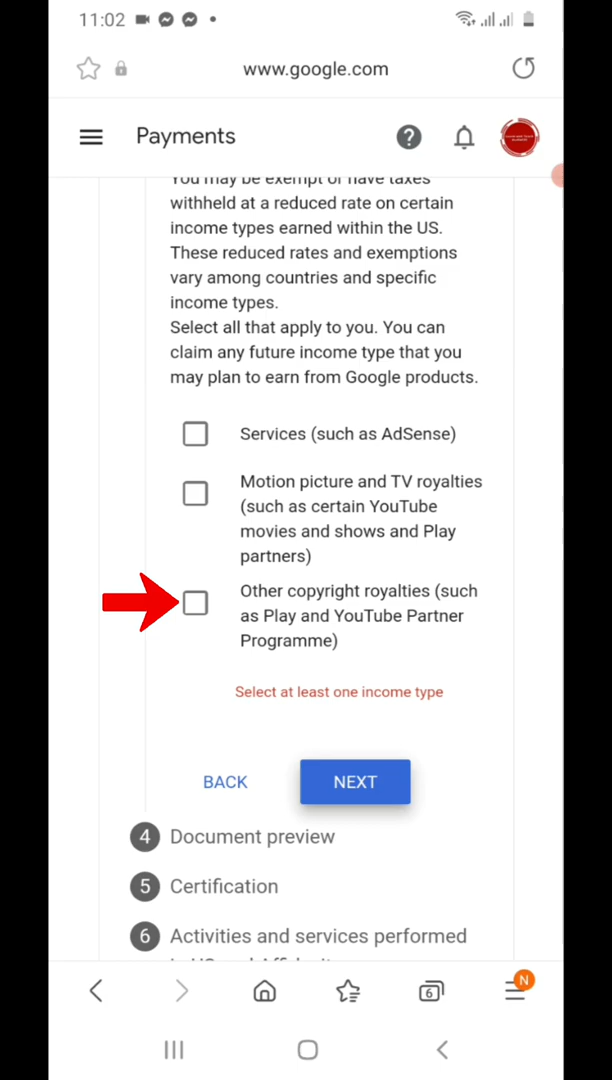 11:02
www.google.com
Payments
You may be exempt or have taxes
withheld at a reduced rate on certain
income types earned within the US.
These reduced rates and exemptions
vary among countries and specific
income types.
Select all that apply to you. You can
claim any future income type that you
may plan to earn from Google products.
Services (such as AdSense)
Motion picture and TV royalties
(such as certain YouTube
movies and shows and Play
partners)
Other copyright royalties (such
as Play and YouTube Partner
Programme)
Select at least one income type
BACK
NEXT
4 Document preview
5 Certification
6 Activities and services performed
6
N